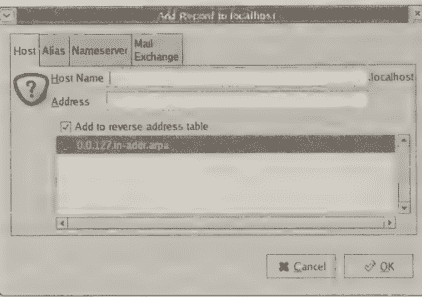 Add Record to localhost
Host
Alias
Nameserver
Mail
Exchange
Host Name
.localhost
Address
Add to reverse address table
0.0.127.in-addr.arpa
Cancel
OK